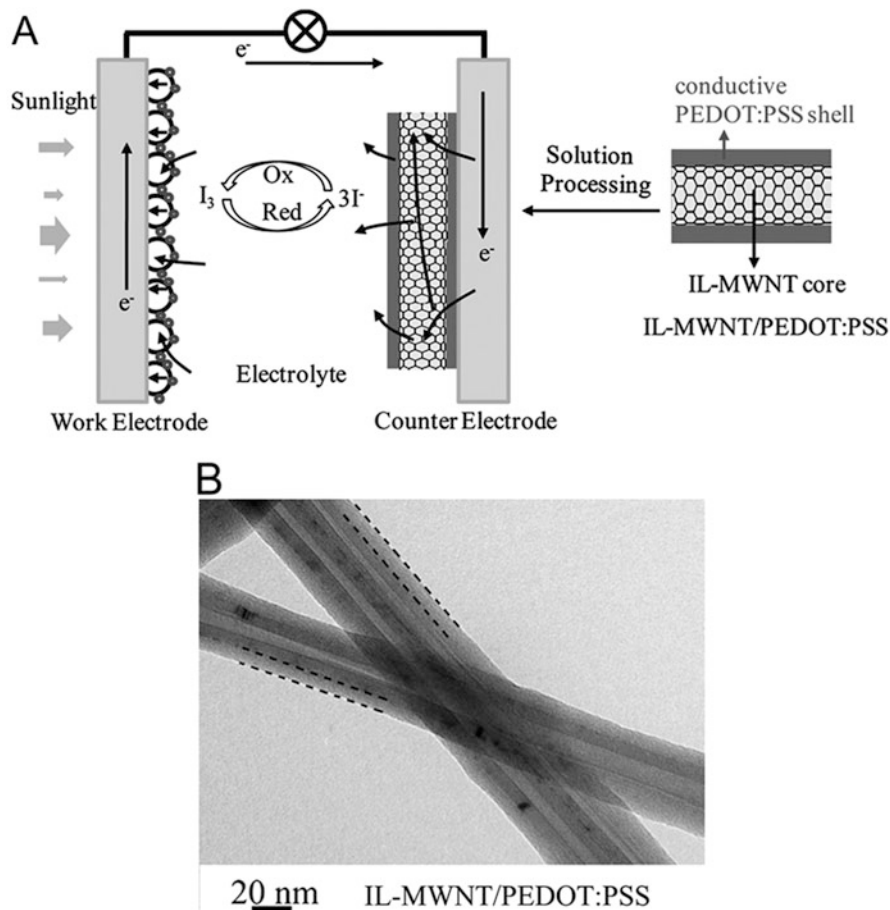 A
e-
Sunlight
conductive
PEDOT:PSS shell
Solution
Processing
Ox
I3
3I-
Red
e-
e-
IL-MWNT core
IL-MWNT/PEDOT:PSS
Electrolyte
Work Electrode
Counter Electrode
B
20 nm
IL-MWNT/PEDOT:PSS